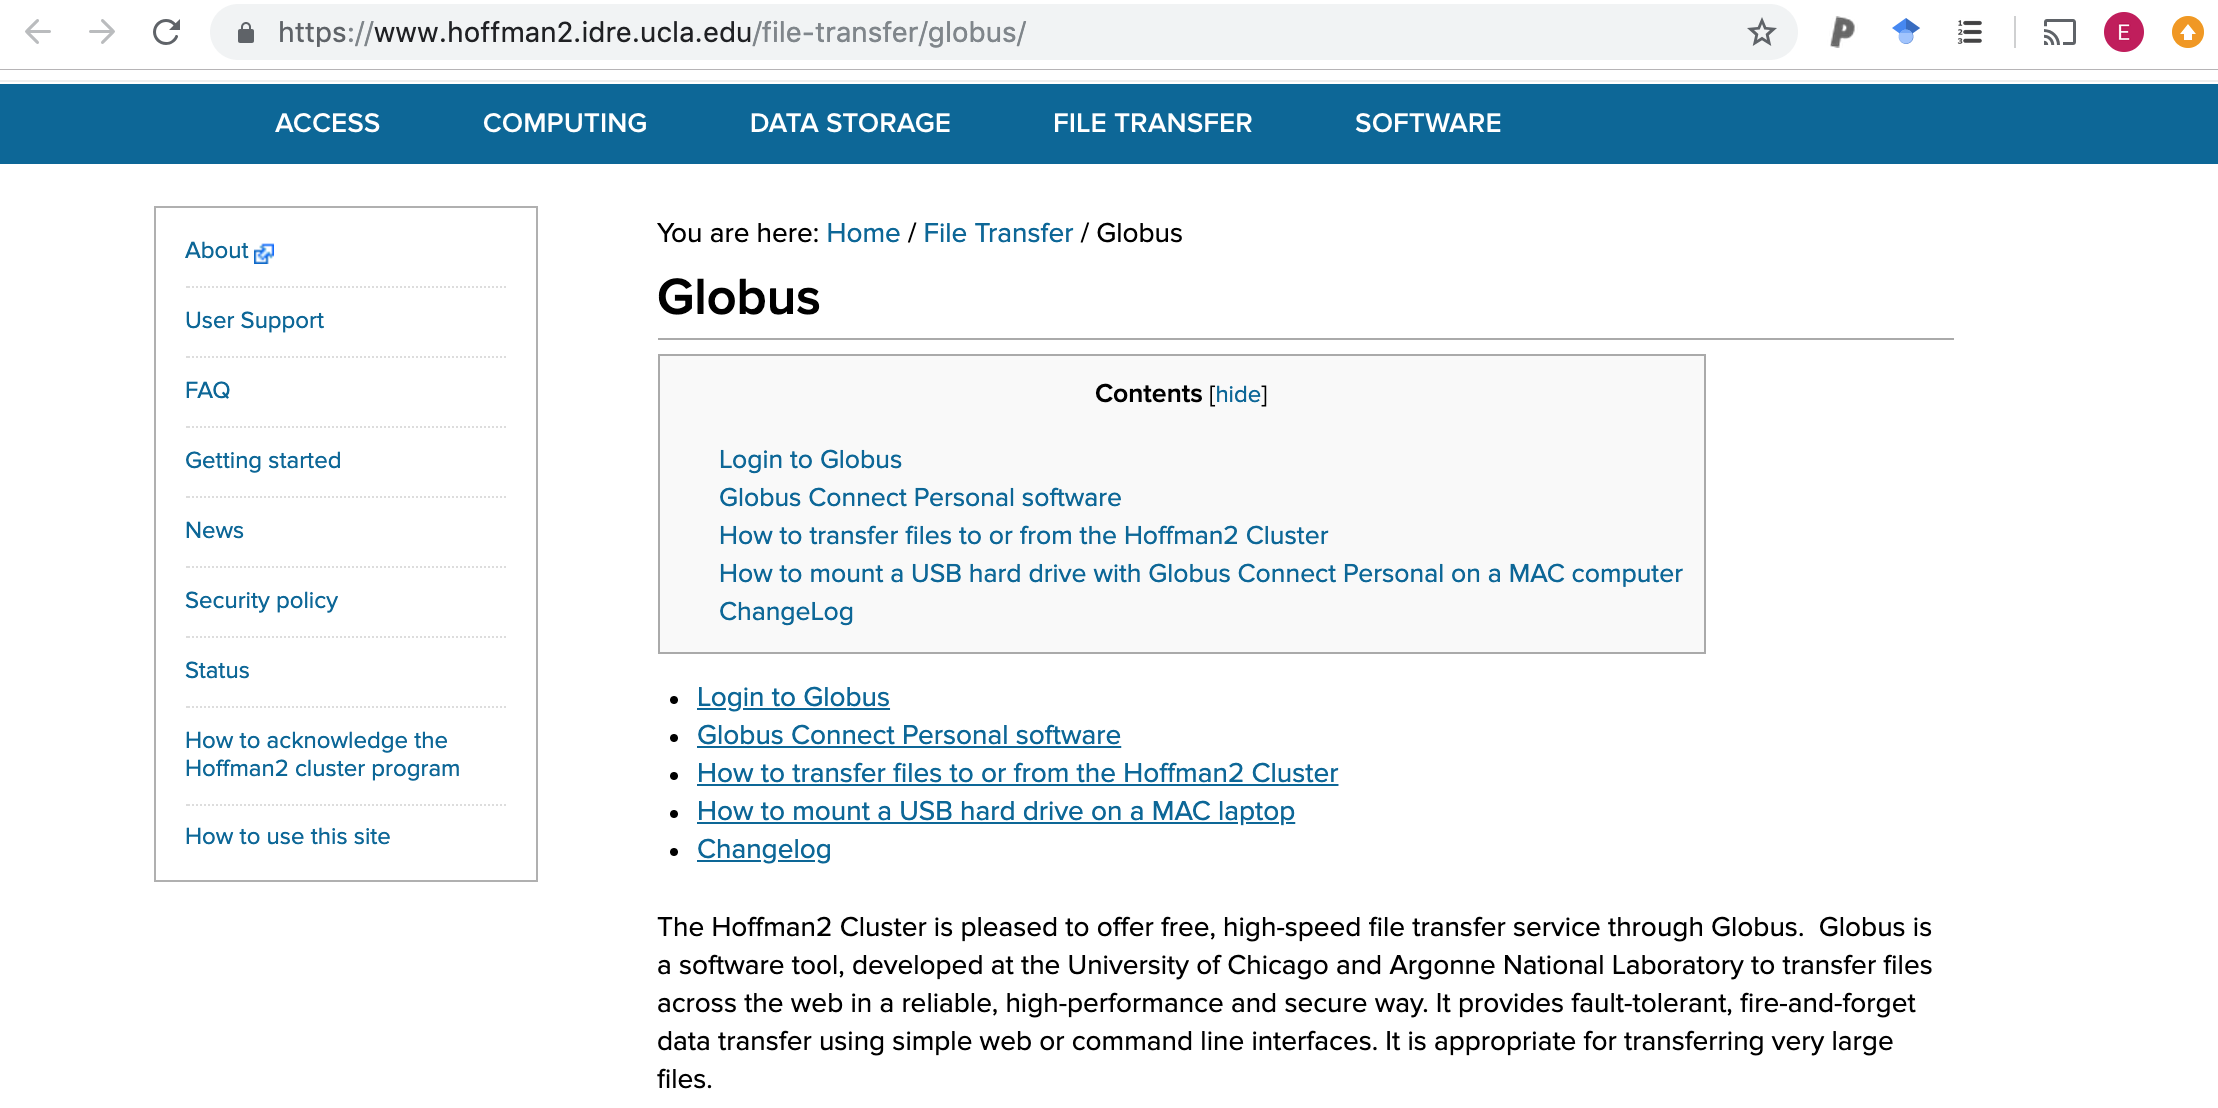 https://www.hoffman2.idre.ucla.edu/file-transfer/globus/
E
ACCESS COMPUTING DATA STORAGE FILE TRANSFER SOFTWARE
About
User Support
FAQ
Getting started
News
Security policy
Status
How to acknowledge the
Hoffman2 cluster program
How to use this site
You are here: Home / File Transfer / Globus
Globus
Contents [hide]
Login to Globus
Globus Connect Personal software
How to transfer files to or from the Hoffman2 Cluster
How to mount a USB hard drive with Globus Connect Personal on a MAC computer
ChangeLog
• Login to Globus
• Globus Connect Personal software
• How to transfer files to or from the Hoffman2 Cluster
• How to mount a USB hard drive on a MAC laptop
• Changelog
The Hoffman2 Cluster is pleased to offer free, high-speed file transfer service through Globus.  Globus is
a software tool, developed at the University of Chicago and Argonne National Laboratory to transfer files
across the web in a reliable, high-performance and secure way. It provides fault-tolerant, fire-and-forget
data transfer using simple web or command line interfaces. It is appropriate for transferring very large
files.